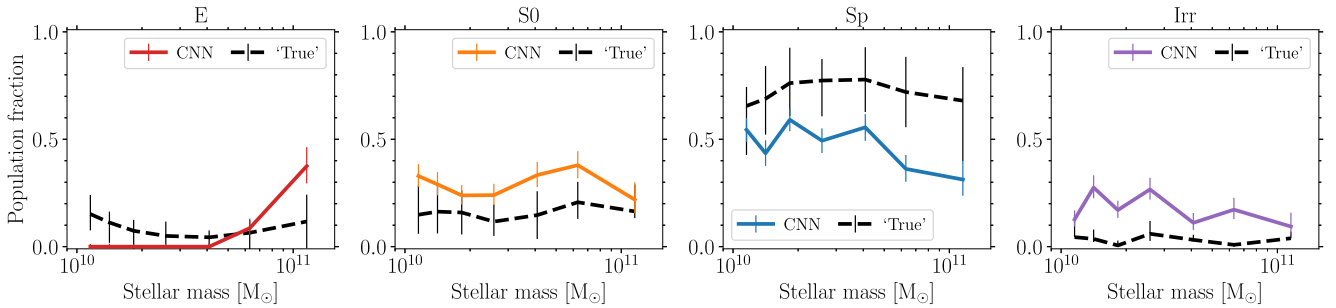 E
S0
Sp
Irr
Population fraction
1.0
0.5
0.0
CNN
'True'
10^10
10^11
Stellar mass [M⊙]
1.0
0.5
0.0
CNN
'True'
10^10
10^11
Stellar mass [M⊙]
1.0
0.5
0.0
CNN
'True'
10^10
10^11
Stellar mass [M⊙]
1.0
0.5
0.0
CNN
'True'
10^10
10^11
Stellar mass [M⊙]